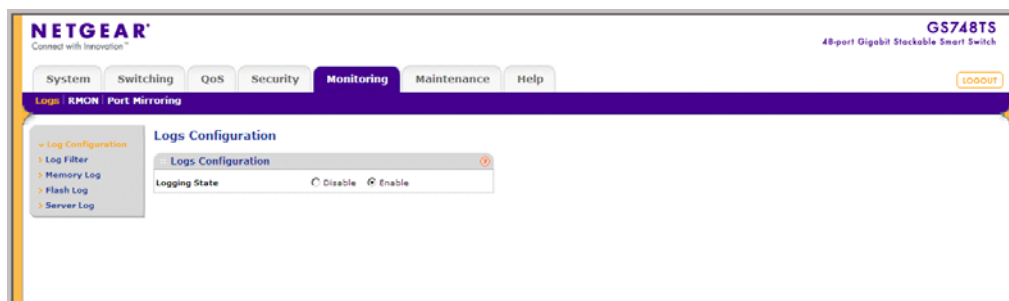 NETGEAR®
Connect with Innovation™
GS748TS
48-port Gigabit Stackable Smart Switch
System Switching QoS Security Monitoring Maintenance Help
LOGOUT
Logs RMON Port Mirroring
Log Configuration
Log Filter
Memory Log
Flash Log
Server Log
Logs Configuration
Logs Configuration
Logging State Disable Enable